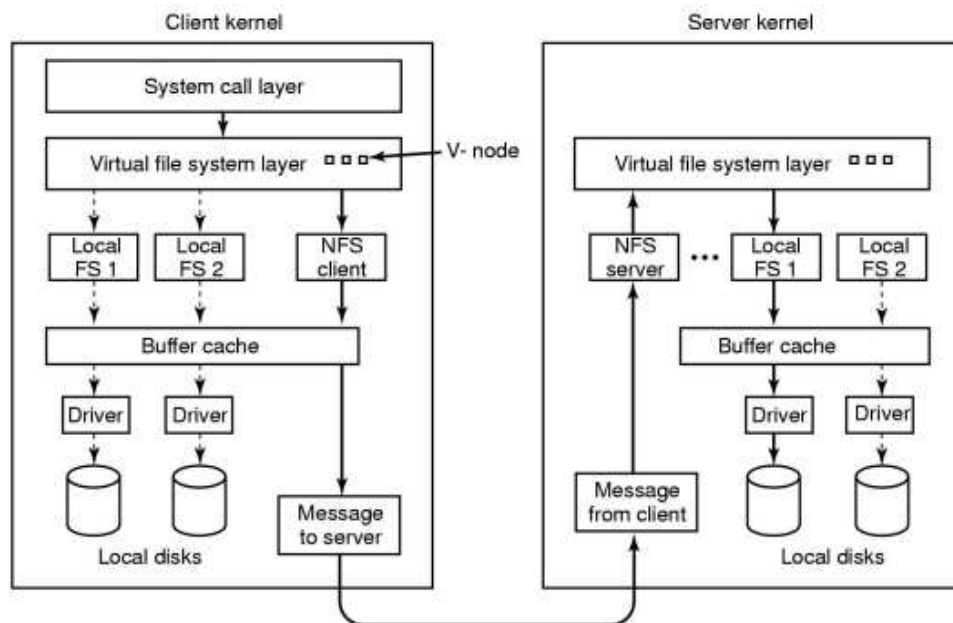 Client kernel
System call layer
Virtual file system layer
V- node
Local
FS 1
Local
FS 2
NFS
client
Buffer cache
Driver
Driver
Message
to server
Local disks
Server kernel
Virtual file system layer
NFS
server
Local
FS 1
Local
FS 2
Buffer cache
Driver
Driver
Message
from client
Local disks